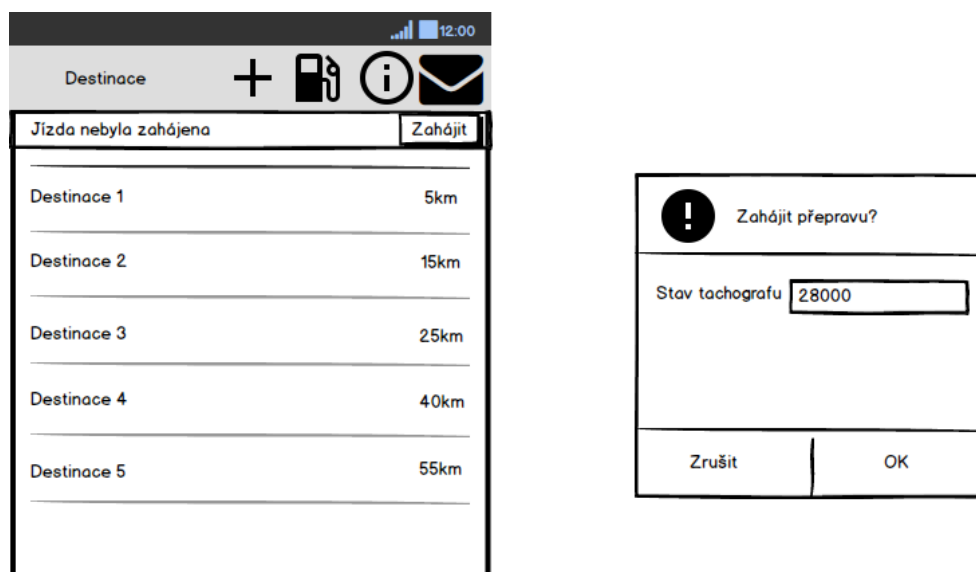 12:00
Destinace
Jízda nebyla zahájena Zahájit
Destinace 1 5km
Destinace 2 15km
Destinace 3 25km
Destinace 4 40km
Destinace 5 55km
Zahájit přepravu?
Stav tachografu 28000
Zrušit OK